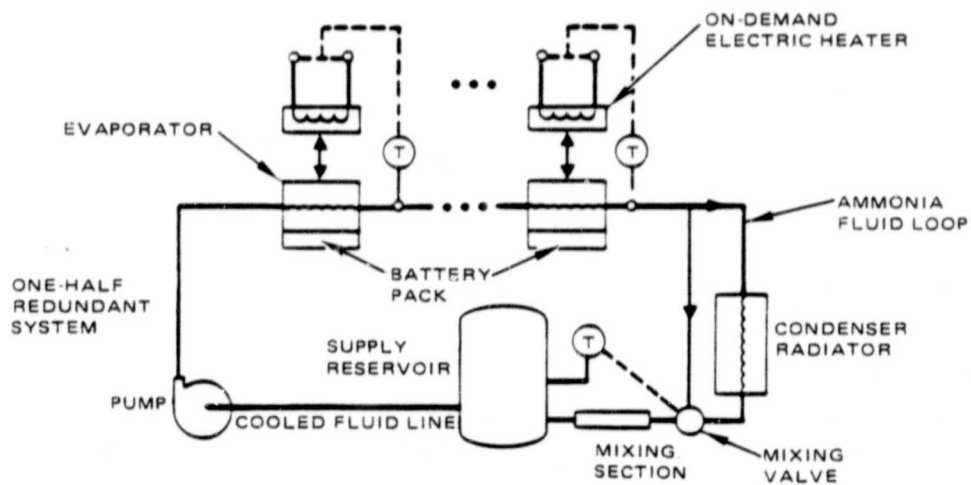 ON-DEMAND
ELECTRIC HEATER
EVAPORATOR
T
T
AMMONIA
FLUID LOOP
BATTERY
PACK
ONE-HALF
REDUNDANT
SYSTEM
SUPPLY
RESERVOIR
T
CONDENSER
RADIATOR
PUMP
COOLED FLUID LINE
MIXING
SECTION
MIXING
VALVE